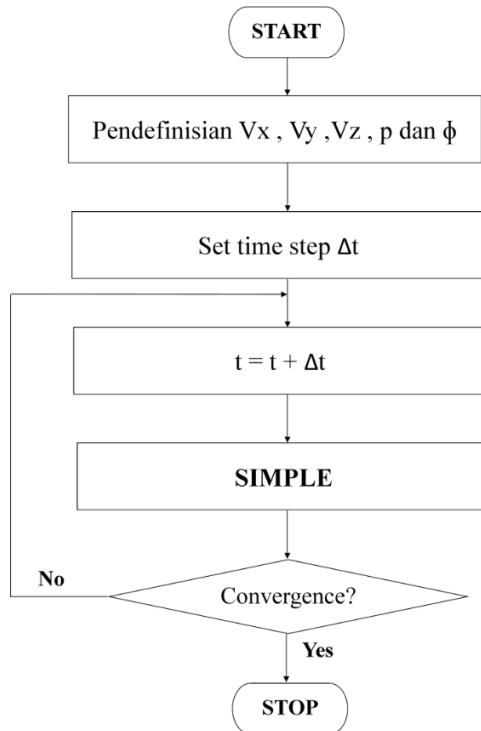 START
Pendefinisian Vx , Vy ,Vz , p dan ϕ
Set time step Δt
t = t + Δt
SIMPLE
Convergence?
No
Yes
STOP